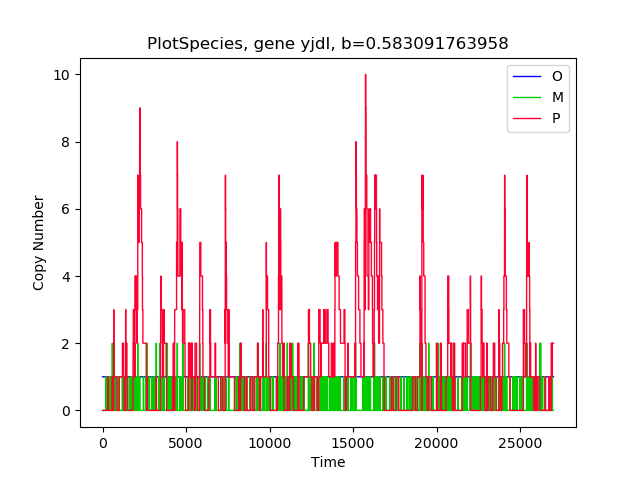 PlotSpecies, gene yjdI, b=0.583091763958
O
M
P
Copy Number
10
8
6
4
2
0
0 5000 10000 15000 20000 25000
Time